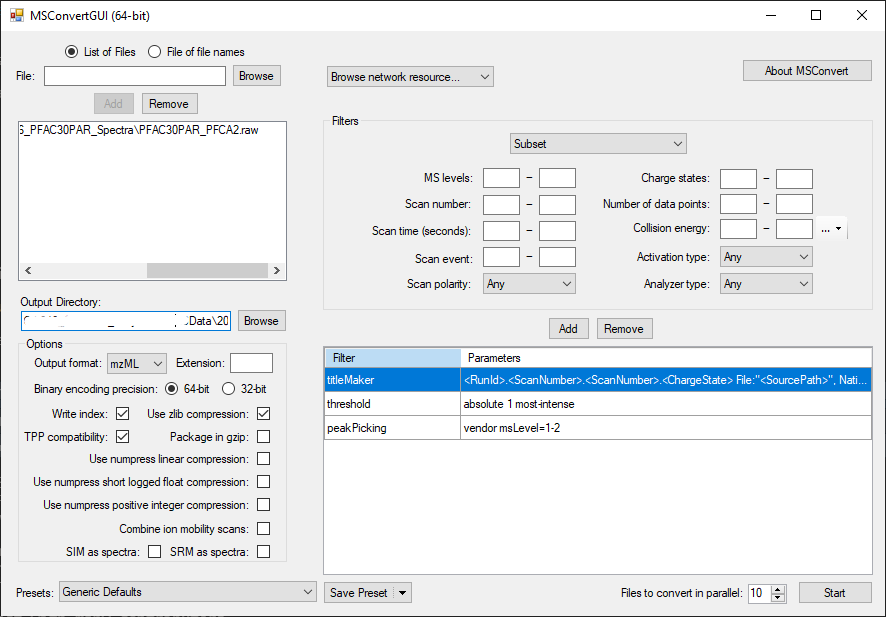 MSConvertGUI (64-bit)
List of Files File of file names
File: Browse
Browse network resource...
About MSConvert
Add Remove
S_PFAC30PAR_Spectra\PFAC30PAR_PFCA2.raw
Filters
Subset
MS levels: –
Charge states: –
Scan number: –
Number of data points: –
Scan time (seconds): –
Collision energy: – ...
Scan event: –
Activation type: Any
Scan polarity: Any
Analyzer type: Any
Output Directory:
Data\20 Browse
Add Remove
Options
Output format: mzML Extension:
Binary encoding precision: 64-bit 32-bit
Write index: Use zlib compression:
TPP compatibility: Package in gzip:
Use numpress linear compression:
Use numpress short logged float compression:
Use numpress positive integer compression:
Combine ion mobility scans:
SIM as spectra: SRM as spectra:
Filter Parameters
titleMaker <RunId>.<ScanNumber>.<ScanNumber>.<ChargeState> File:"<SourcePath>", Nati...
threshold absolute 1 most-intense
peakPicking vendor msLevel=1-2
Presets: Generic Defaults Save Preset
Files to convert in parallel: 10 Start